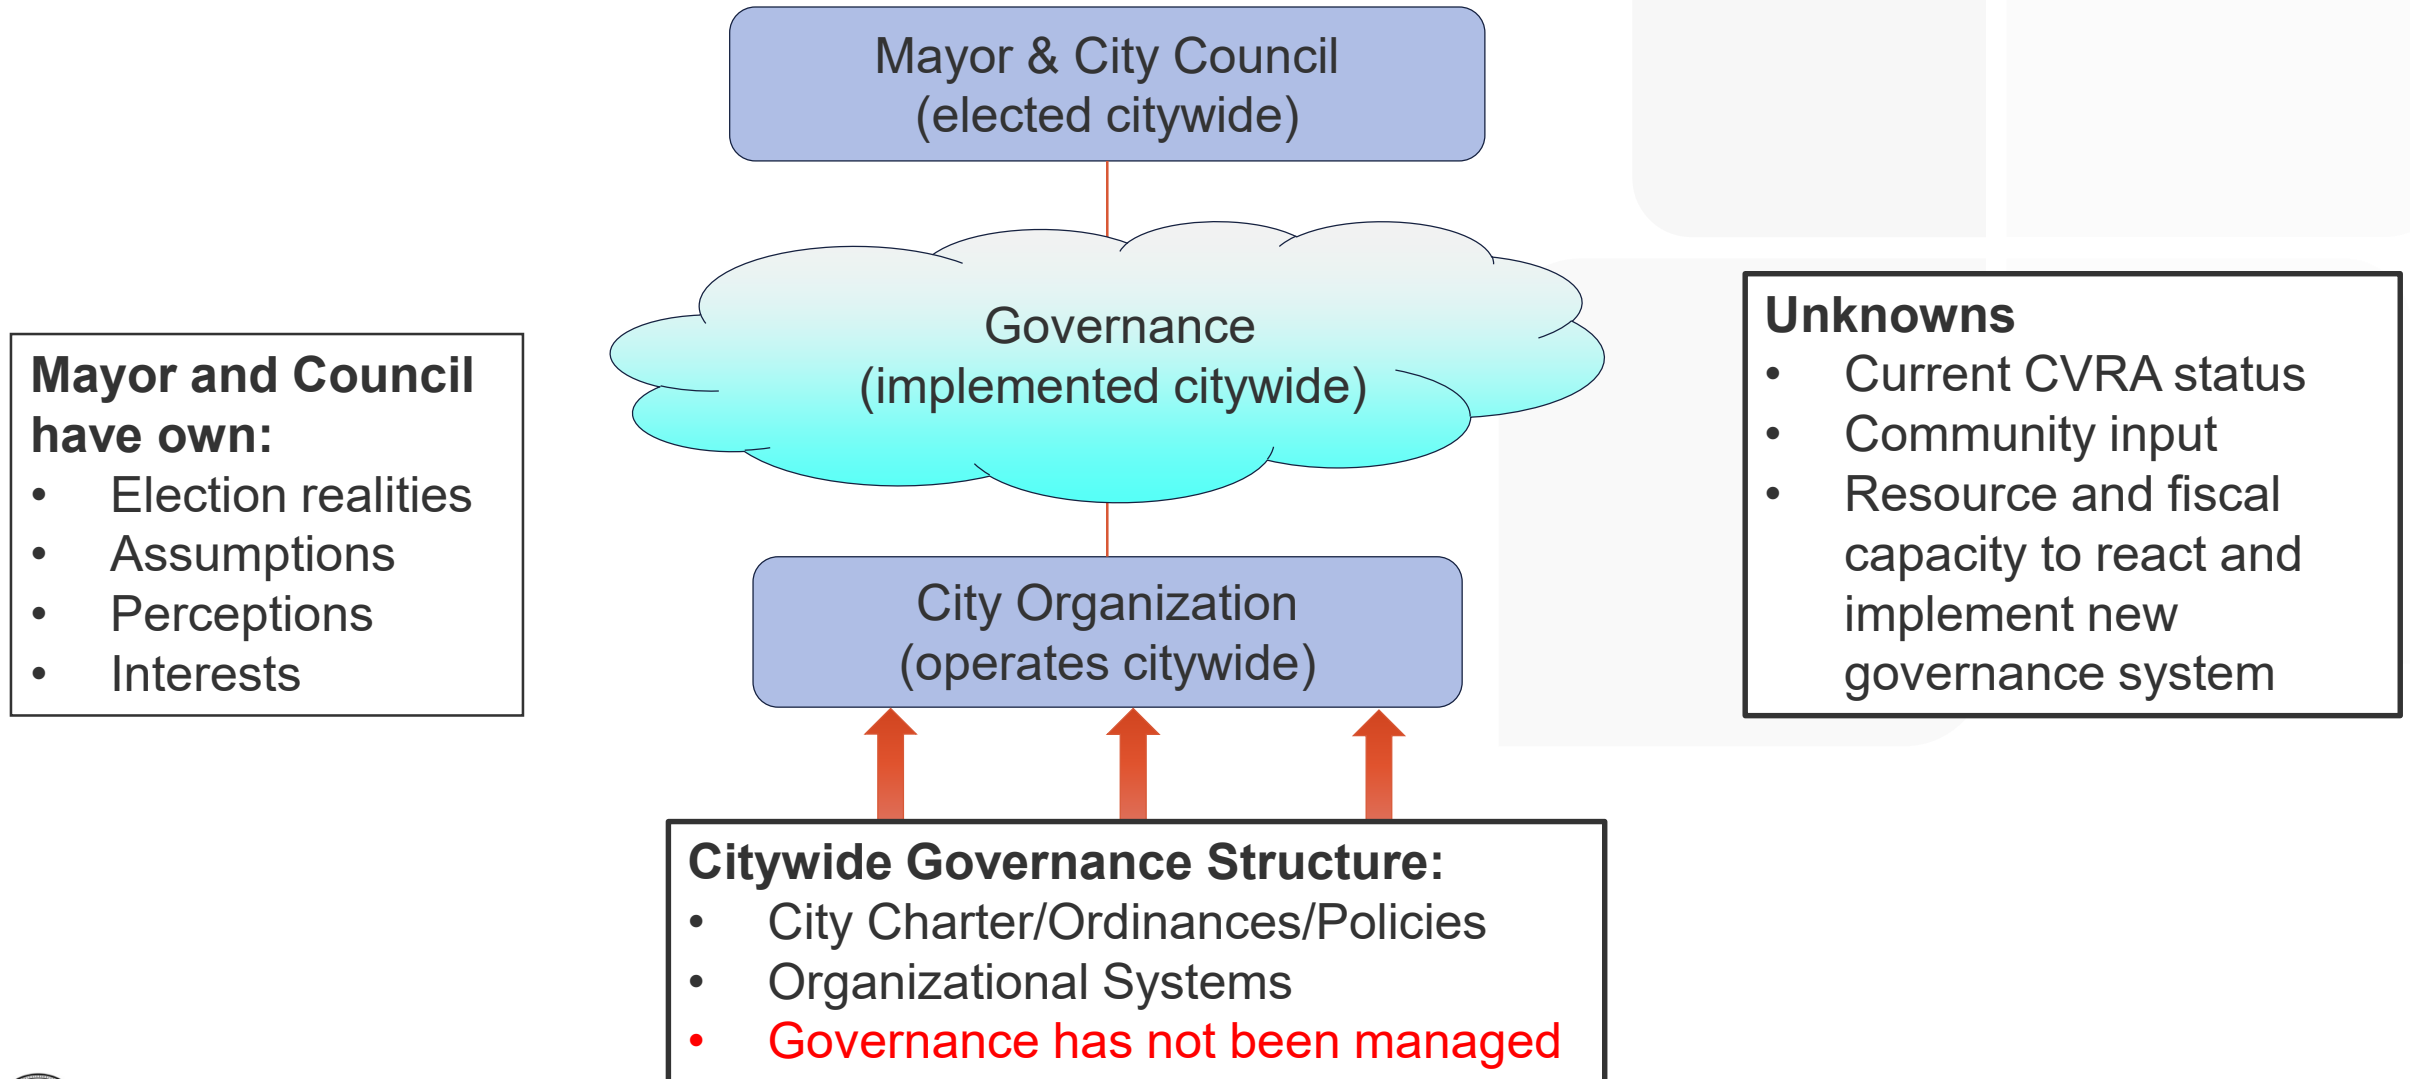 Mayor & City Council
(elected citywide)
Governance
(implemented citywide)
Mayor and Council
have own:
• Election realities
• Assumptions
• Perceptions
• Interests
Unknowns
• Current CVRA status
• Community input
• Resource and fiscal
capacity to react and
implement new
governance system
City Organization
(operates citywide)
Citywide Governance Structure:
• City Charter/Ordinances/Policies
• Organizational Systems
• Governance has not been managed